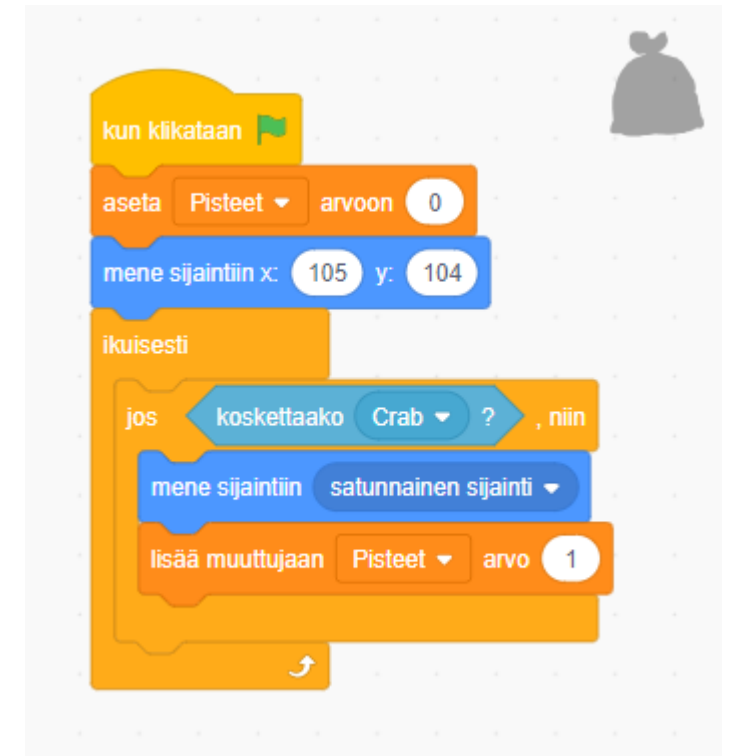 kun klikataan
aseta Pisteet arvoon 0
mene sijaintiin x: 105 y: 104
ikuisesti
jos koskettaako Crab ? , niin
mene sijaintiin satunnainen sijainti
lisää muuttujaan Pisteet arvo 1